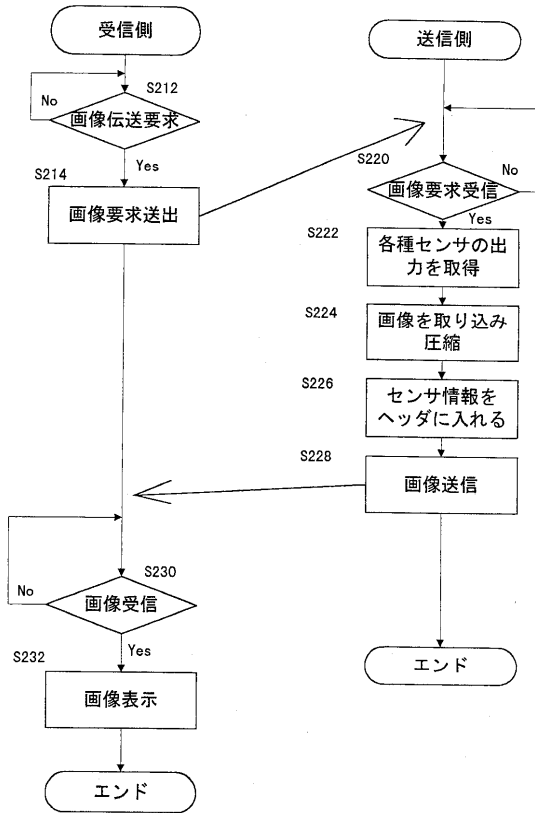 受信側
S212
No
画像伝送要求
Yes
S214
画像要求送出
送信側
S220
No
画像要求受信
Yes
S222
各種センサの出
力を取得
S224
画像を取り込み
圧縮
S226
センサ情報を
ヘッダに入れる
S228
画像送信
エンド
S230
No
画像受信
Yes
S232
画像表示
エンド